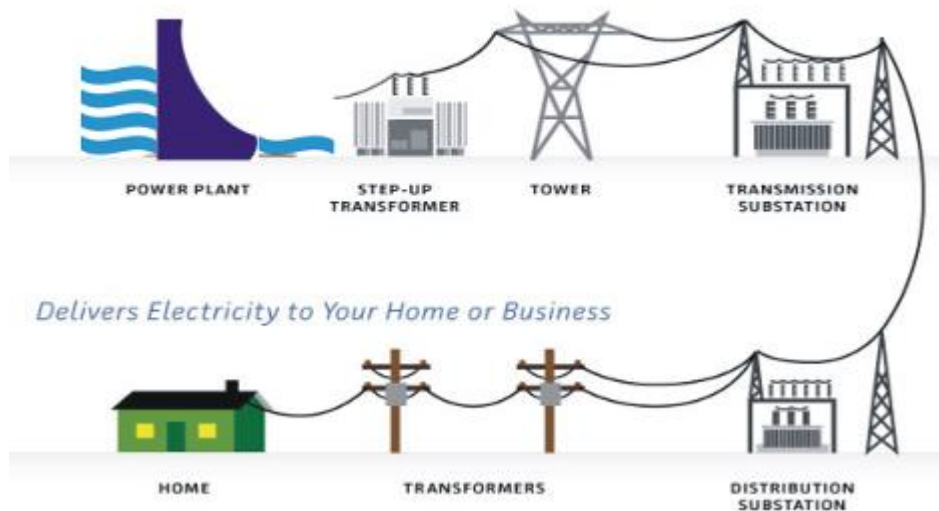 POWER PLANT
STEP-UP
TRANSFORMER
TOWER
TRANSMISSION
SUBSTATION
Delivers Electricity to Your Home or Business
HOME
TRANSFORMERS
DISTRIBUTION
SUBSTATION